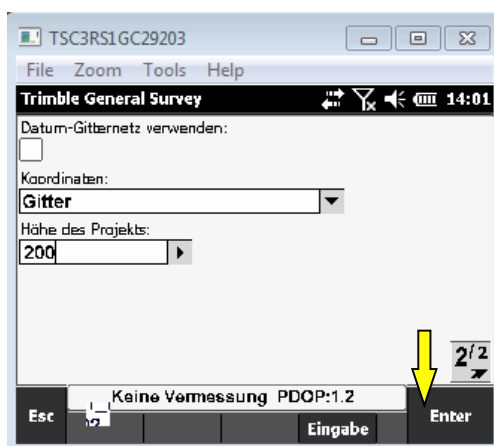 TSC3RS1GC29203
File Zoom Tools Help
Trimble General Survey 14:01
Datum-Gitternetz verwenden:
Koordinaten:
Gitter
Höhe des Projekts:
200
2/2
Keine Vermessung PDOP:1.2
Esc Eingabe Enter